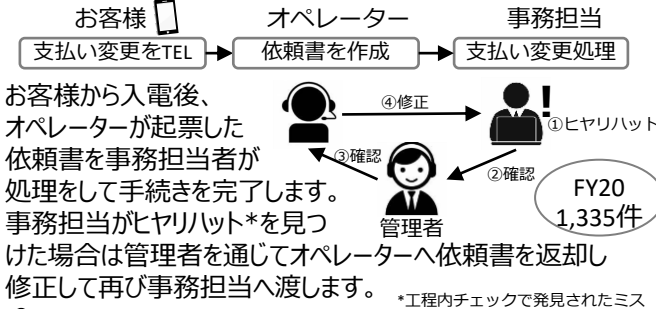 お客様 オペレーター 事務担当
支払い変更をTEL 依頼書を作成 支払い変更処理
お客様から入電後、
オペレーターが起票した
依頼書を事務担当者が
処理をして手続きを完了します。
事務担当がヒヤリハット*を見つ
けた場合は管理者を通じてオペレーターへ依頼書を返却し
修正して再び事務担当へ渡します。
④修正
①ヒヤリハット
③確認
②確認
管理者
FY20
1,335件
*工程内チェックで発見されたミス